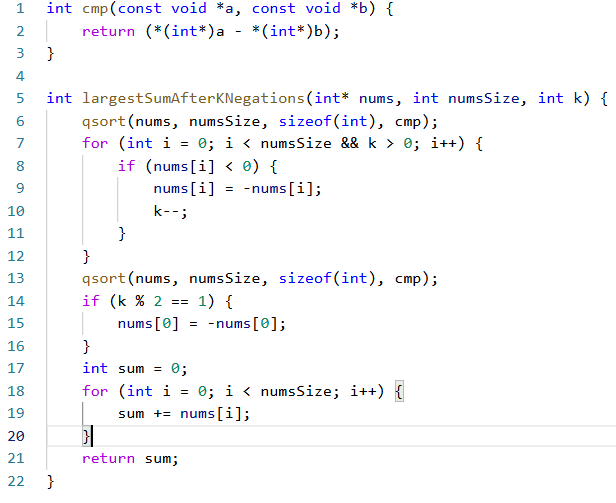 1 int cmp(const void *a, const void *b) {
2     return (*(int*)a - *(int*)b);
3 }
4
5 int largestSumAfterKNegations(int* nums, int numsSize, int k) {
6     qsort(nums, numsSize, sizeof(int), cmp);
7     for (int i = 0; i < numsSize && k > 0; i++) {
8         if (nums[i] < 0) {
9             nums[i] = -nums[i];
10             k--;
11         }
12     }
13     qsort(nums, numsSize, sizeof(int), cmp);
14     if (k % 2 == 1) {
15         nums[0] = -nums[0];
16     }
17     int sum = 0;
18     for (int i = 0; i < numsSize; i++) {
19         sum += nums[i];
20     }
21     return sum;
22 }